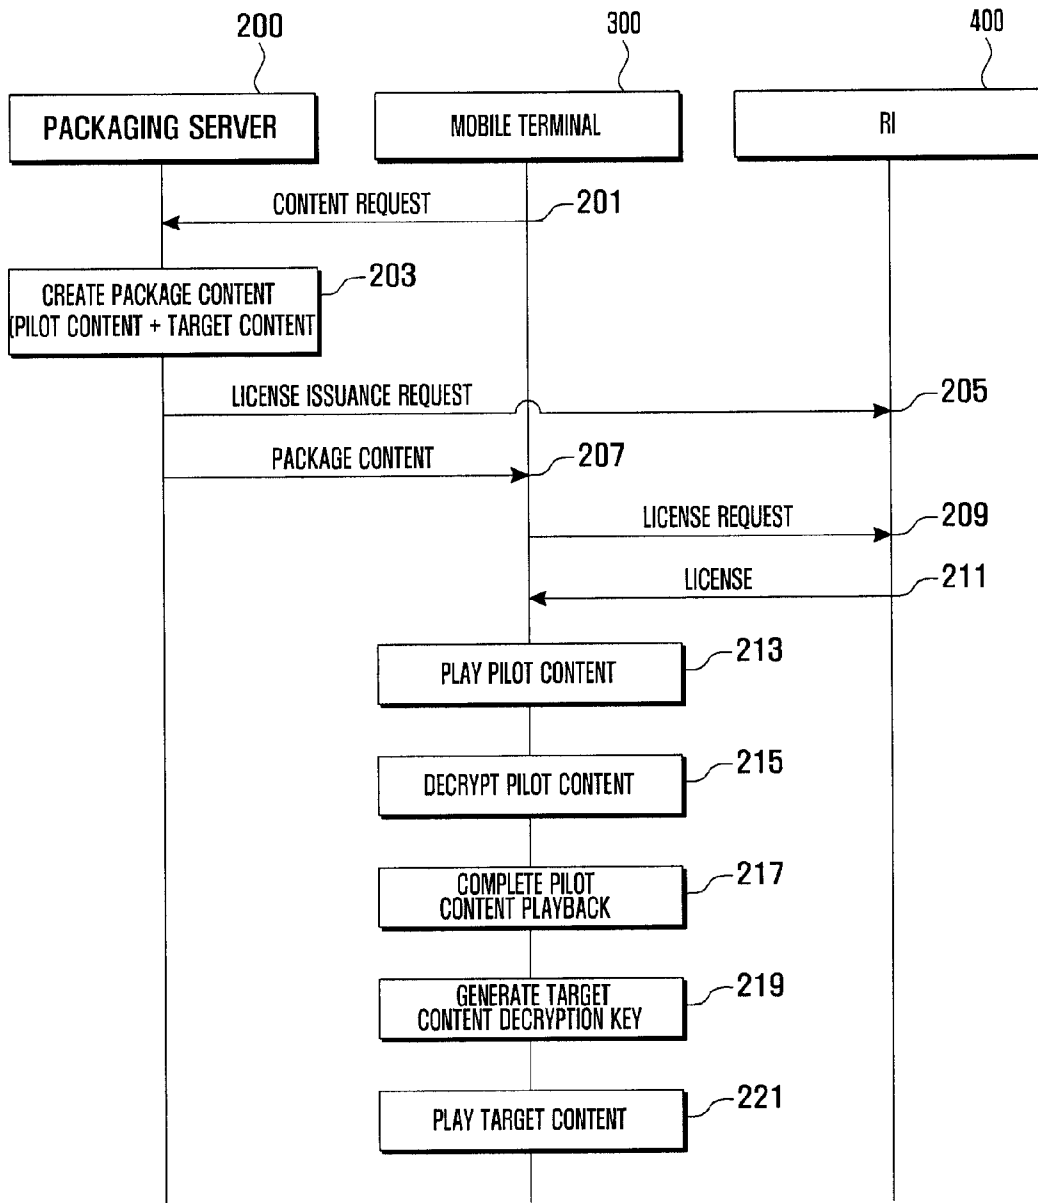 200
300
400
PACKAGING SERVER
MOBILE TERMINAL
RI
CONTENT REQUEST
201
CREATE PACKAGE CONTENT
(PILOT CONTENT + TARGET CONTENT
203
LICENSE ISSUANCE REQUEST
205
PACKAGE CONTENT
207
LICENSE REQUEST
209
LICENSE
211
PLAY PILOT CONTENT
213
DECRYPT PILOT CONTENT
215
COMPLETE PILOT
CONTENT PLAYBACK
217
GENERATE TARGET
CONTENT DECRYPTION KEY
219
PLAY TARGET CONTENT
221